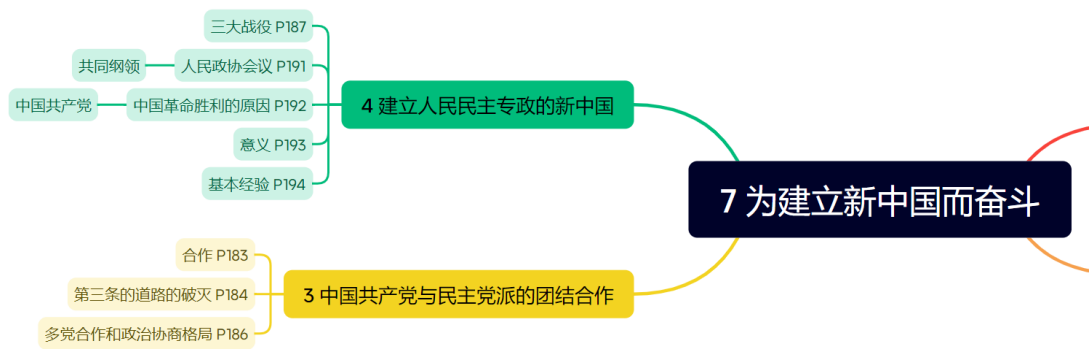 三大战役 P187
共同纲领
人民政协会议 P191
中国共产党
中国革命胜利的原因 P192
意义 P193
基本经验 P194
4 建立人民民主专政的新中国
7 为建立新中国而奋斗
合作 P183
第三条的道路的破灭 P184
多党合作和政治协商格局 P186
3 中国共产党与民主党派的团结合作